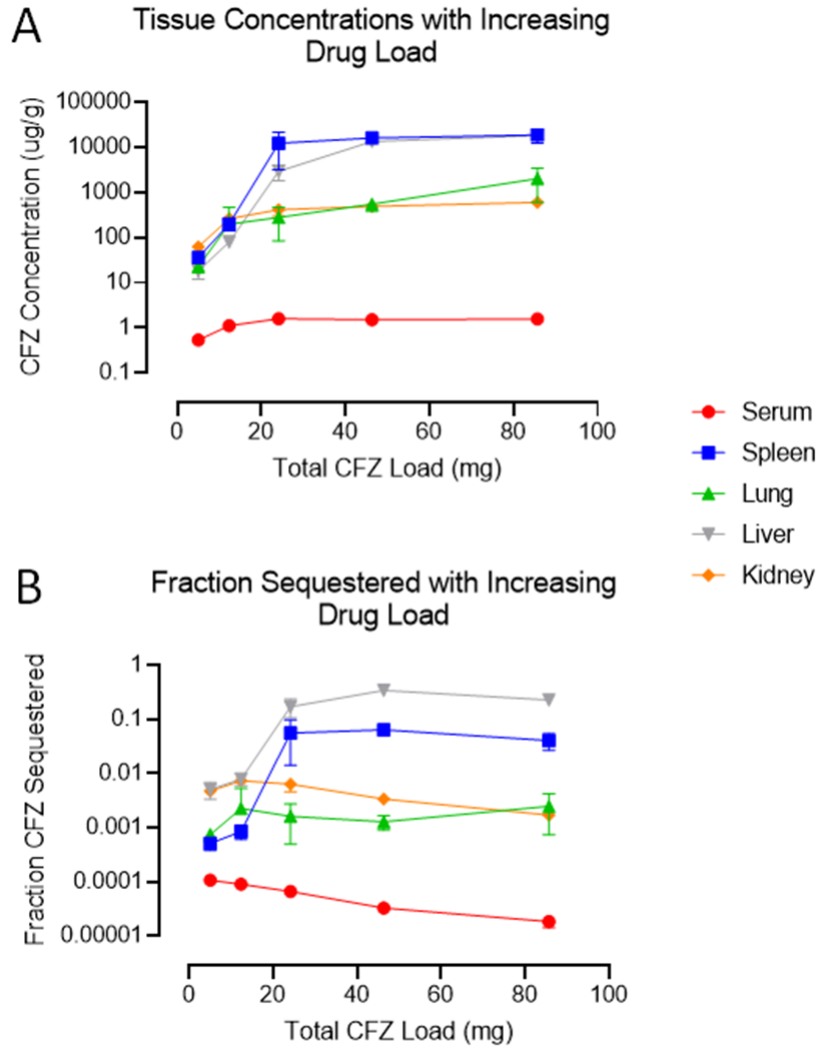 A
Tissue Concentrations with Increasing
Drug Load
CFZ Concentration (ug/g)
100000
10000
1000
100
10
1
0.1
0 20 40 60 80 100
Total CFZ Load (mg)
Serum
Spleen
Lung
Liver
Kidney
B
Fraction Sequestered with Increasing
Drug Load
Fraction CFZ Sequestered
1
0.1
0.01
0.001
0.0001
0.00001
0 20 40 60 80 100
Total CFZ Load (mg)